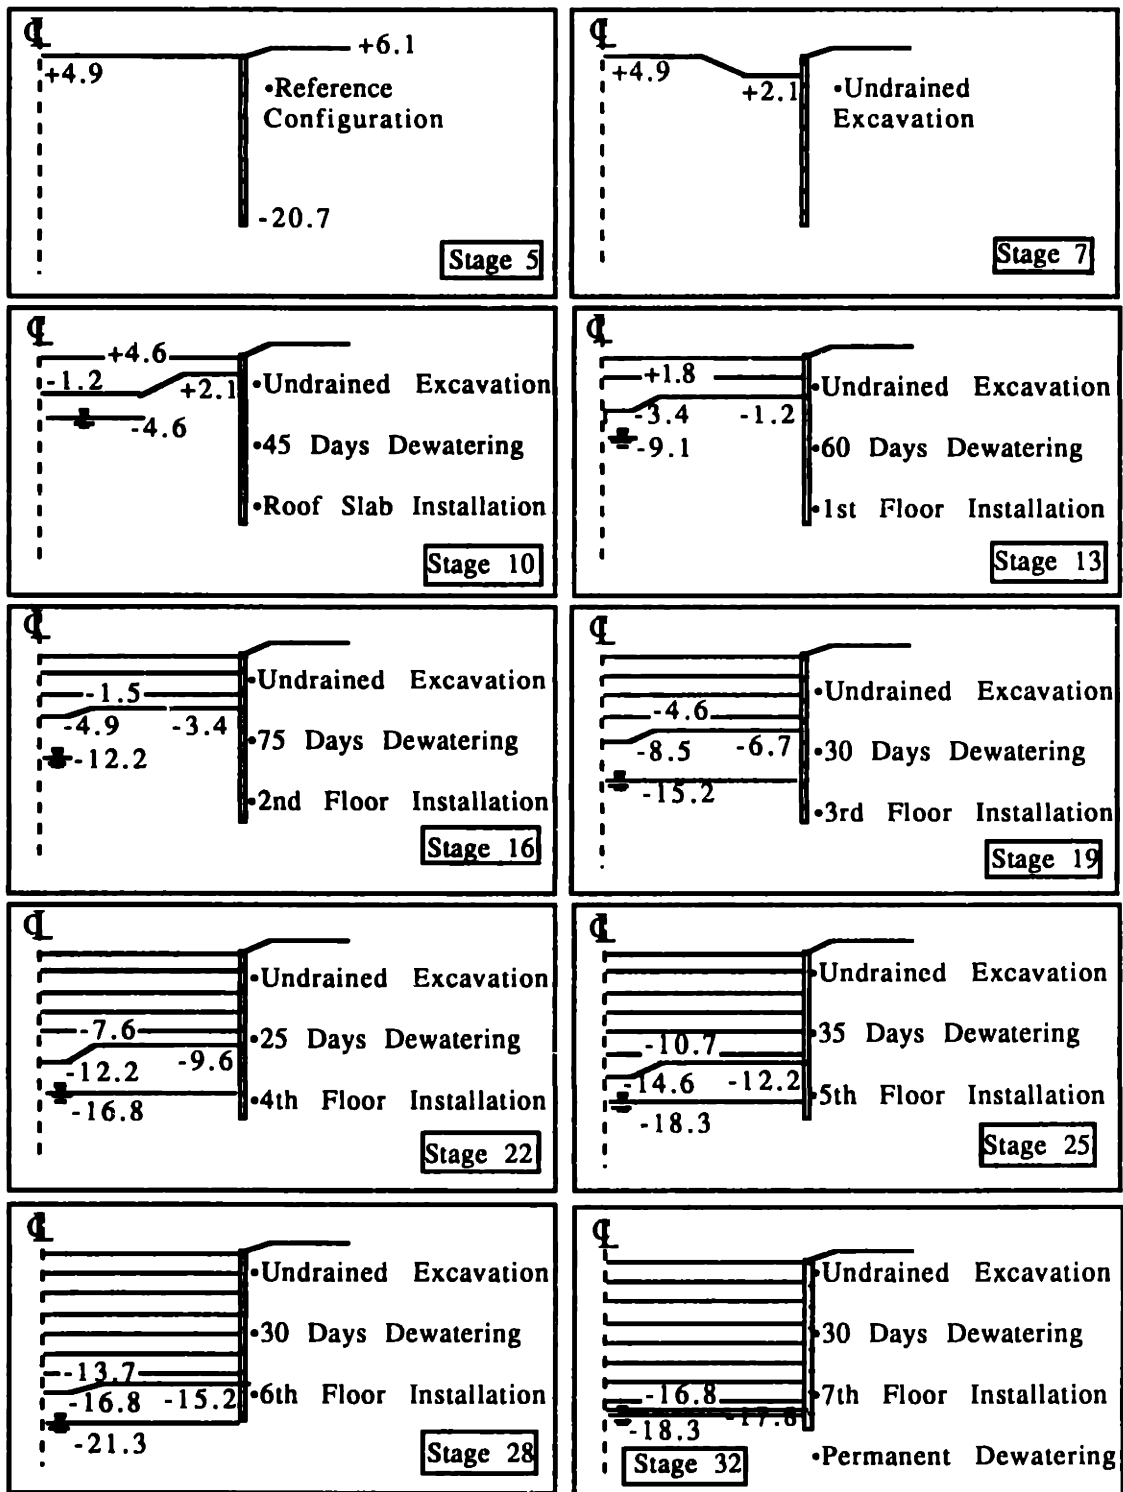 ℄
+6.1
+4.9
•Reference
Configuration
-20.7
Stage 5
℄
+4.9
+2.1
•Undrained
Excavation
Stage 7
℄
+4.6
-1.2
+2.1
•Undrained Excavation
-4.6
•45 Days Dewatering
•Roof Slab Installation
Stage 10
℄
+1.8
•Undrained Excavation
-3.4 -1.2
-9.1
•60 Days Dewatering
•1st Floor Installation
Stage 13
℄
•Undrained Excavation
-1.5
-4.9 -3.4
•75 Days Dewatering
-12.2
•2nd Floor Installation
Stage 16
℄
•Undrained Excavation
-4.6
-8.5 -6.7
•30 Days Dewatering
-15.2
•3rd Floor Installation
Stage 19
℄
•Undrained Excavation
-7.6
•25 Days Dewatering
-12.2 -9.6
-16.8
•4th Floor Installation
Stage 22
℄
•Undrained Excavation
•35 Days Dewatering
-10.7
-14.6 -12.2
•5th Floor Installation
-18.3
Stage 25
℄
•Undrained Excavation
•30 Days Dewatering
-13.7
-16.8 -15.2
•6th Floor Installation
-21.3
Stage 28
℄
•Undrained Excavation
•30 Days Dewatering
-16.8
•7th Floor Installation
-18.3 -17.8
•Permanent Dewatering
Stage 32